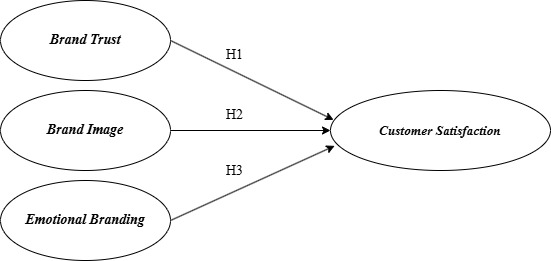 Brand Trust
H1
Brand Image
H2
Customer Satisfaction
H3
Emotional Branding